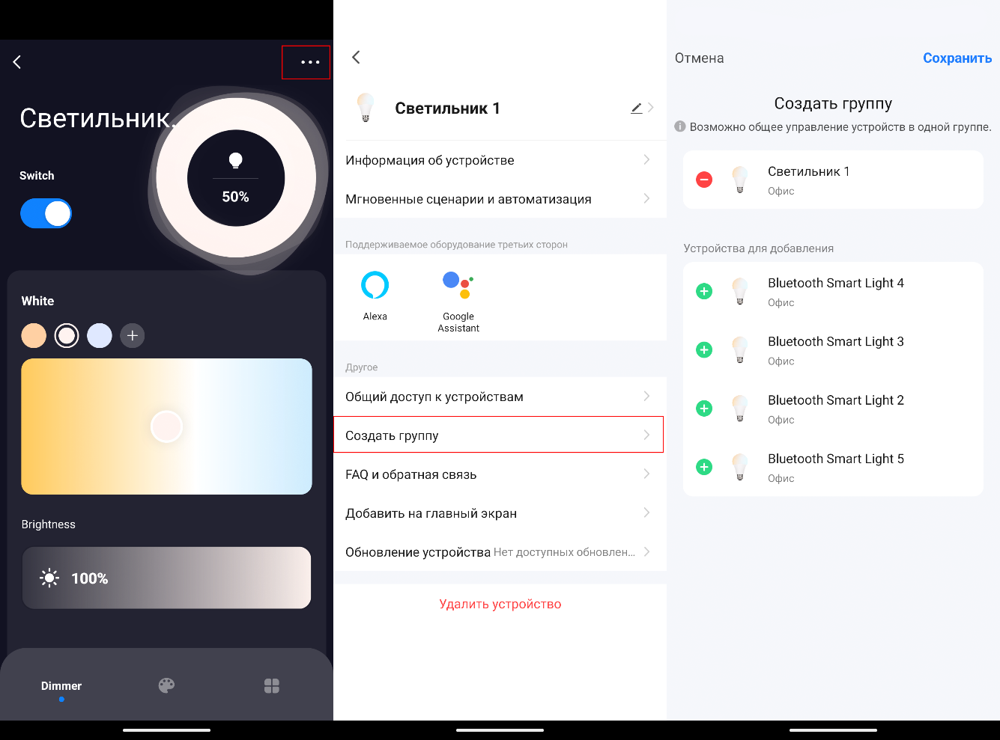 Светильник.
50%
Switch
White
Brightness
100%
Dimmer
Светильник 1
Информация об устройстве
Мгновенные сценарии и автоматизация
Поддерживаемое оборудование третьих сторон
Alexa
Google
Assistant
Другое
Общий доступ к устройствам
Создать группу
FAQ и обратная связь
Добавить на главный экран
Обновление устройства Нет доступных обновлен...
Удалить устройство
Отмена
Сохранить
Создать группу
Возможно общее управление устройств в одной группе.
Светильник 1
Офис
Устройства для добавления
Bluetooth Smart Light 4
Офис
Bluetooth Smart Light 3
Офис
Bluetooth Smart Light 2
Офис
Bluetooth Smart Light 5
Офис